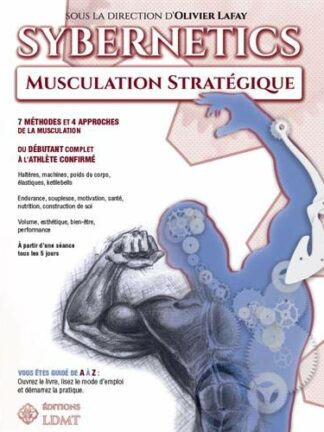 SOUS LA DIRECTION D'OLIVIER LAFAY
SYBERNETICS
MUSCULATION STRATÉGIQUE
7 MÉTHODES ET 4 APPROCHES
DE LA MUSCULATION
DU DÉBUTANT COMPLET
À L'ATHLÈTE CONFIRMÉ
Haltères, machines, poids du corps,
élastiques, kettlebells
Endurance, souplesse, motivation, santé,
nutrition, construction de soi
Volume, esthétique, bien-être,
performance
À partir d'une séance
tous les 5 jours
VOUS ÊTES GUIDÉ DE A À Z :
Ouvrez le livre, lisez le mode d'emploi
et démarrez la pratique.
ÉDITIONS
LDMT